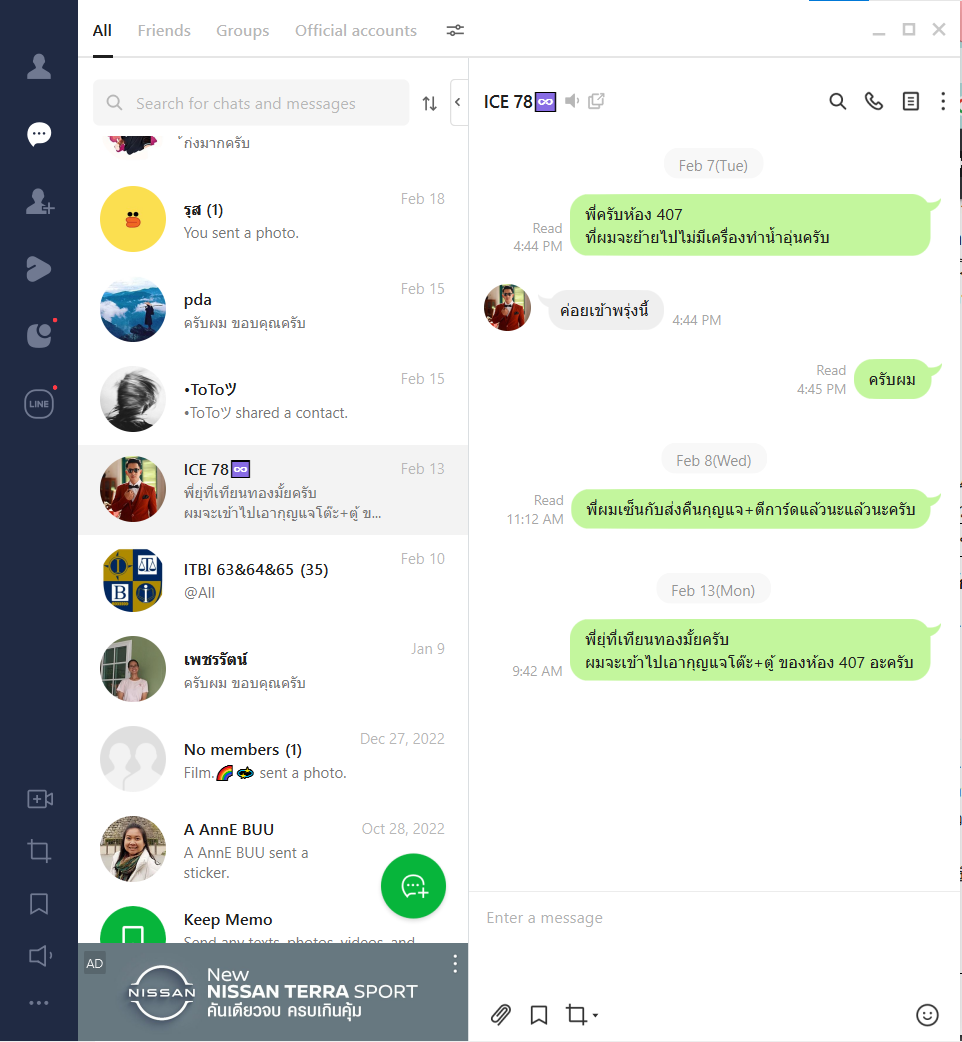 All
Friends
Groups
Official accounts
Search for chats and messages
ก่งมากครับ
รุส (1)
Feb 18
You sent a photo.
pda
Feb 15
ครับผม ขอบคุณครับ
•ToToツ
Feb 15
•ToToツ shared a contact.
ICE 78♾️
Feb 13
พี่ยุ่ที่เทียนทองมั้ยครับ
ผมจะเข้าไปเอากุญแจโต๊ะ+ตู้ ข...
ITBI 63&64&65 (35)
Feb 10
@All
เพชรรัตน์
Jan 9
ครับผม ขอบคุณครับ
No members (1)
Dec 27, 2022
Film.🌈 sent a photo.
A AnnE BUU
Oct 28, 2022
A AnnE BUU sent a
sticker.
Keep Memo
Send any texts, photos, videos, and
AD
NISSAN
New
NISSAN TERRA SPORT
คันเดียวจบ ครบเกินคุ้ม
LINE
ICE 78♾️
Feb 7(Tue)
พี่ครับห้อง 407
ที่ผมจะย้ายไปไม่มีเครื่องทำน้ำอุ่นครับ
Read
4:44 PM
ค่อยเข้าพรุ่งนี้
4:44 PM
ครับผม
Read
4:45 PM
Feb 8(Wed)
พี่ผมเซ็นกับส่งคืนกุญแจ+ตีการ์ดแล้วนะแล้วนะครับ
Read
11:12 AM
Feb 13(Mon)
พี่ยุ่ที่เทียนทองมั้ยครับ
ผมจะเข้าไปเอากุญแจโต๊ะ+ตู้ ของห้อง 407 อะครับ
9:42 AM
Enter a message